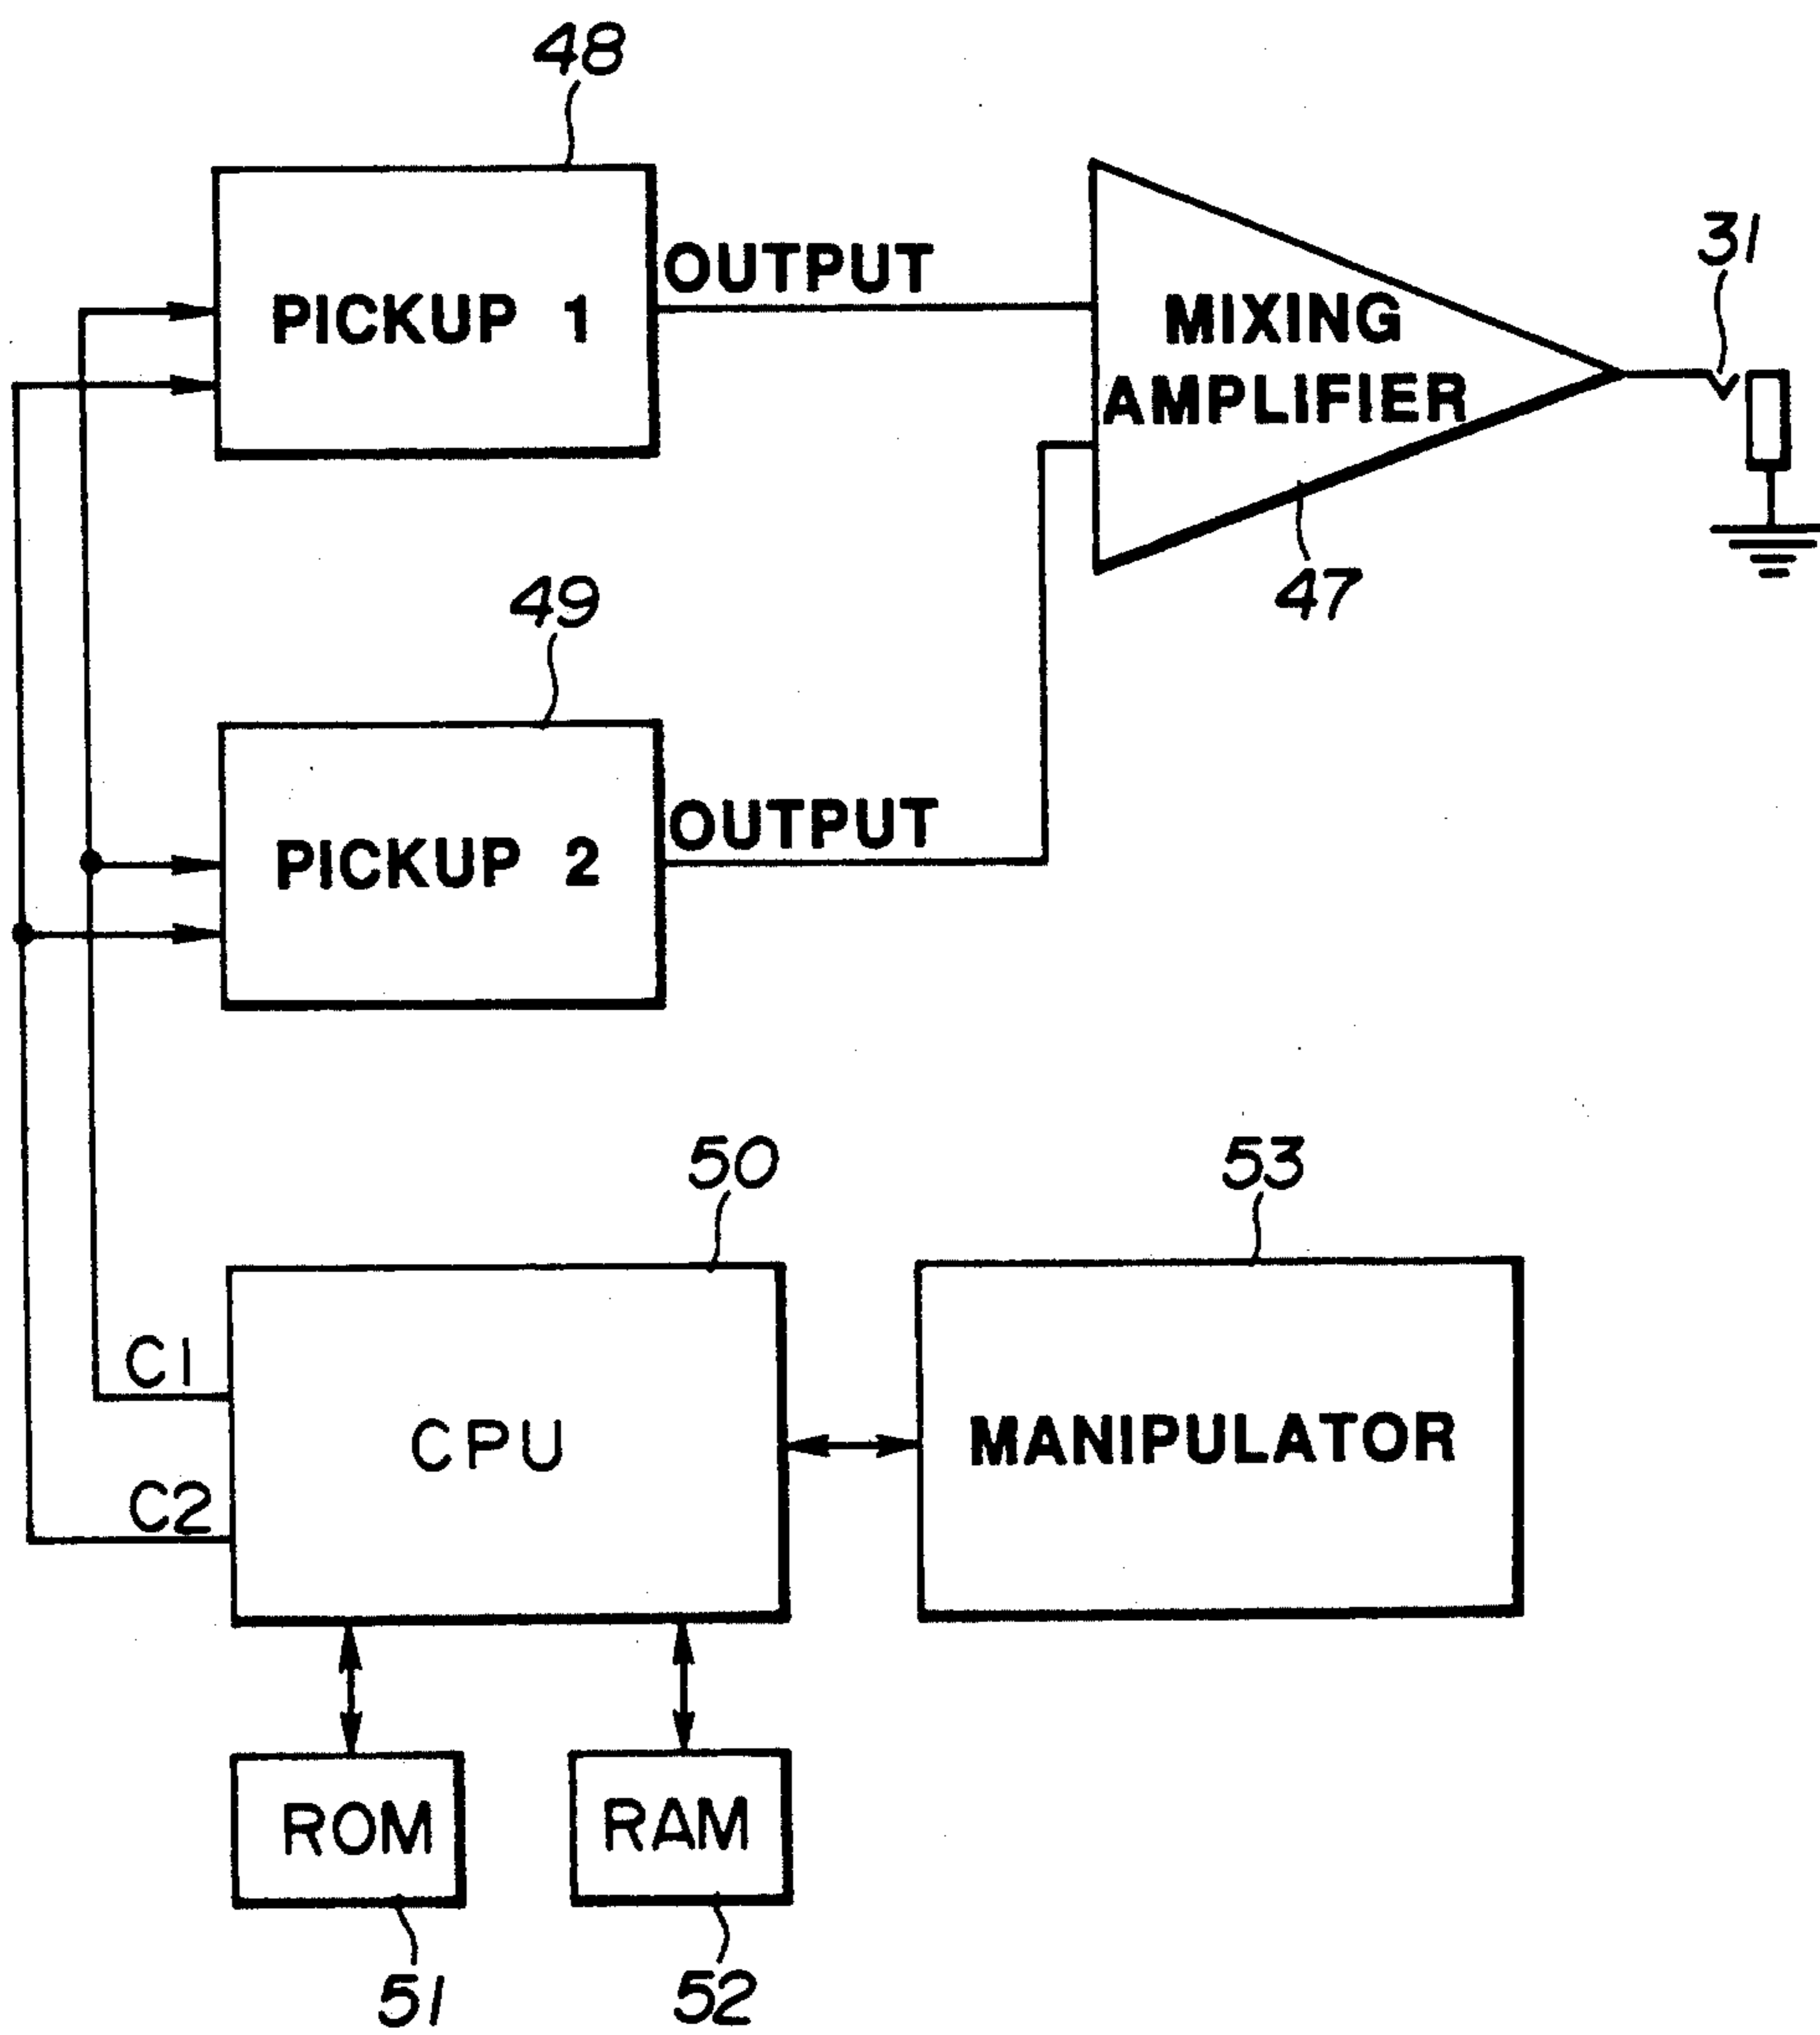 48
31
OUTPUT
PICKUP 1
MIXING
AMPLIFIER
47
49
OUTPUT
PICKUP 2
50
53
C1
CPU
MANIPULATOR
C2
ROM
RAM
51
52